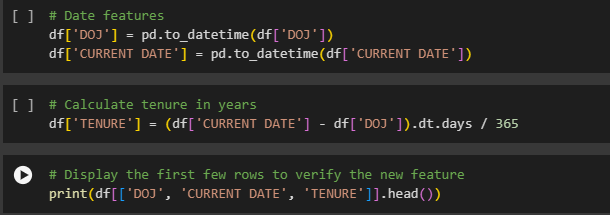 [ ] # Date features
df['DOJ'] = pd.to_datetime(df['DOJ'])
df['CURRENT DATE'] = pd.to_datetime(df['CURRENT DATE'])
[ ] # Calculate tenure in years
df['TENURE'] = (df['CURRENT DATE'] - df['DOJ']).dt.days / 365
# Display the first few rows to verify the new feature
print(df[['DOJ', 'CURRENT DATE', 'TENURE']].head())